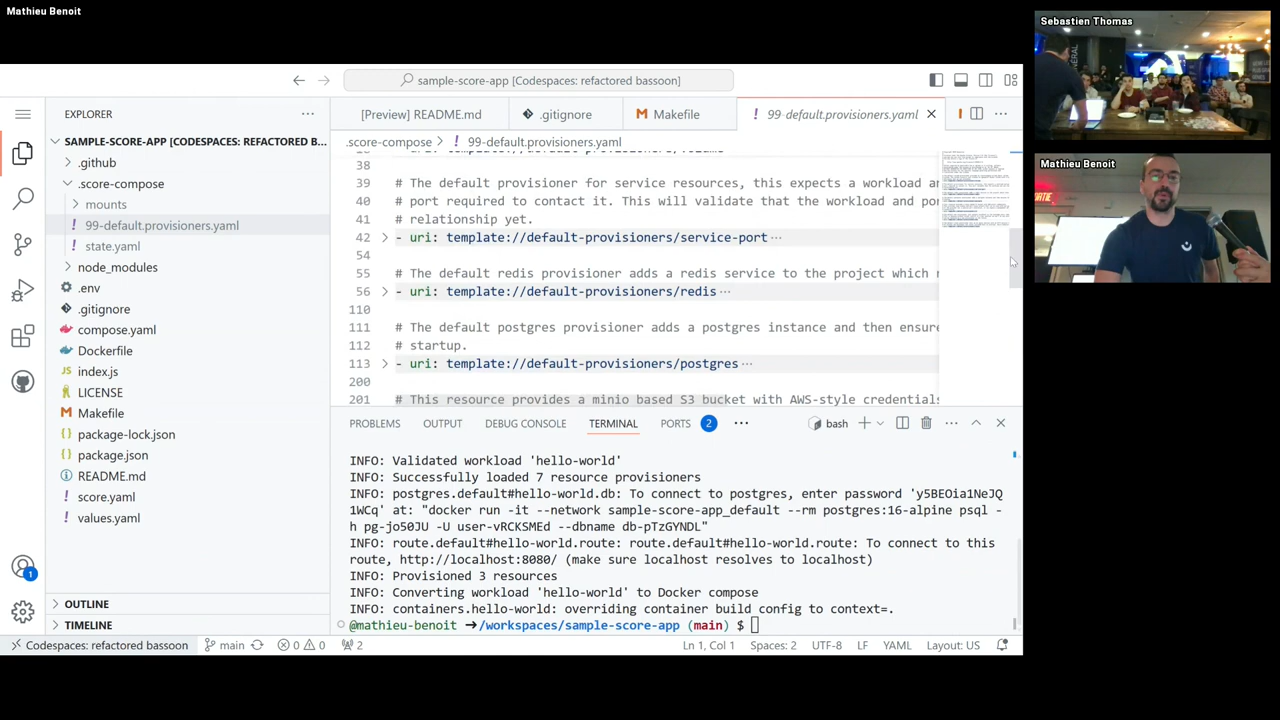 Mathieu Benoit
sample-score-app [Codespaces: refactored bassoon]
EXPLORER
SAMPLE-SCORE-APP [CODESPACES: REFACTORED B...
.github
.score-compose
mounts
99-default.provisioners.yaml
state.yaml
node_modules
.env
.gitignore
compose.yaml
Dockerfile
index.js
LICENSE
Makefile
package-lock.json
package.json
README.md
score.yaml
values.yaml
OUTLINE
TIMELINE
[Preview] README.md
.gitignore
Makefile
99-default.provisioners.yaml
.score-compose > 99-default.provisioners.yaml
38
39 # The default provisioner for service resources, this expects a workload an
40 # port required to contact it. This will validate that the workload and por
41 # relationship yet.
42 - uri: template://default-provisioners/service-port ...
54
55 # The default redis provisioner adds a redis service to the project which r
56 - uri: template://default-provisioners/redis ...
110
111 # The default postgres provisioner adds a postgres instance and then ensure
112 # startup.
113 - uri: template://default-provisioners/postgres ...
200
201 # This resource provides a minio based S3 bucket with AWS-style credentials
PROBLEMS OUTPUT DEBUG CONSOLE TERMINAL PORTS 2 ... bash
INFO: Validated workload 'hello-world'
INFO: Successfully loaded 7 resource provisioners
INFO: postgres.default#hello-world.db: To connect to postgres, enter password 'y5BEOia1NeJQ
1WCq' at: "docker run -it --network sample-score-app_default --rm postgres:16-alpine psql -
h pg-jo50JU -U user-vRCKSMEd --dbname db-pTzGYNDL"
INFO: route.default#hello-world.route: route.default#hello-world.route: To connect to this
route, http://localhost:8080/ (make sure localhost resolves to localhost)
INFO: Provisioned 3 resources
INFO: Converting workload 'hello-world' to Docker compose
INFO: containers.hello-world: overriding container build config to context=.
@mathieu-benoit ➜/workspaces/sample-score-app (main) $
Codespaces: refactored bassoon main 0 0 2 Ln 1, Col 1 Spaces: 2 UTF-8 LF YAML Layout: US
1
Sebastien Thomas
Mathieu Benoit